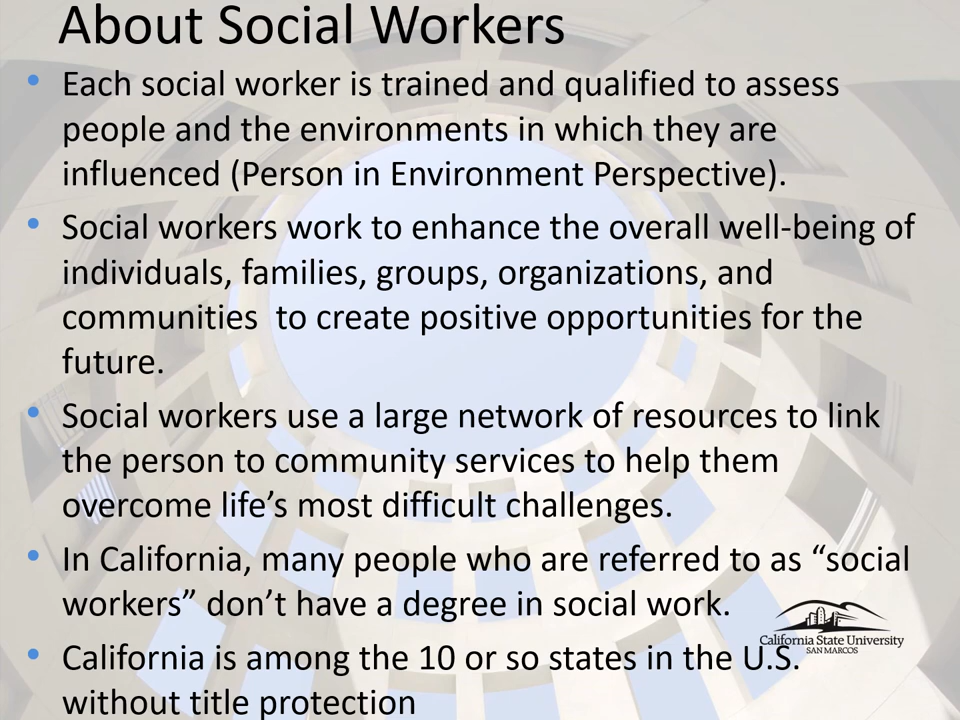 About Social Workers
• Each social worker is trained and qualified to assess
people and the environments in which they are
influenced (Person in Environment Perspective).
• Social workers work to enhance the overall well-being of
individuals, families, groups, organizations, and
communities  to create positive opportunities for the
future.
• Social workers use a large network of resources to link
the person to community services to help them
overcome life’s most difficult challenges.
• In California, many people who are referred to as “social
workers” don’t have a degree in social work.
California State University
SAN MARCOS
• California is among the 10 or so states in the U.S.
without title protection